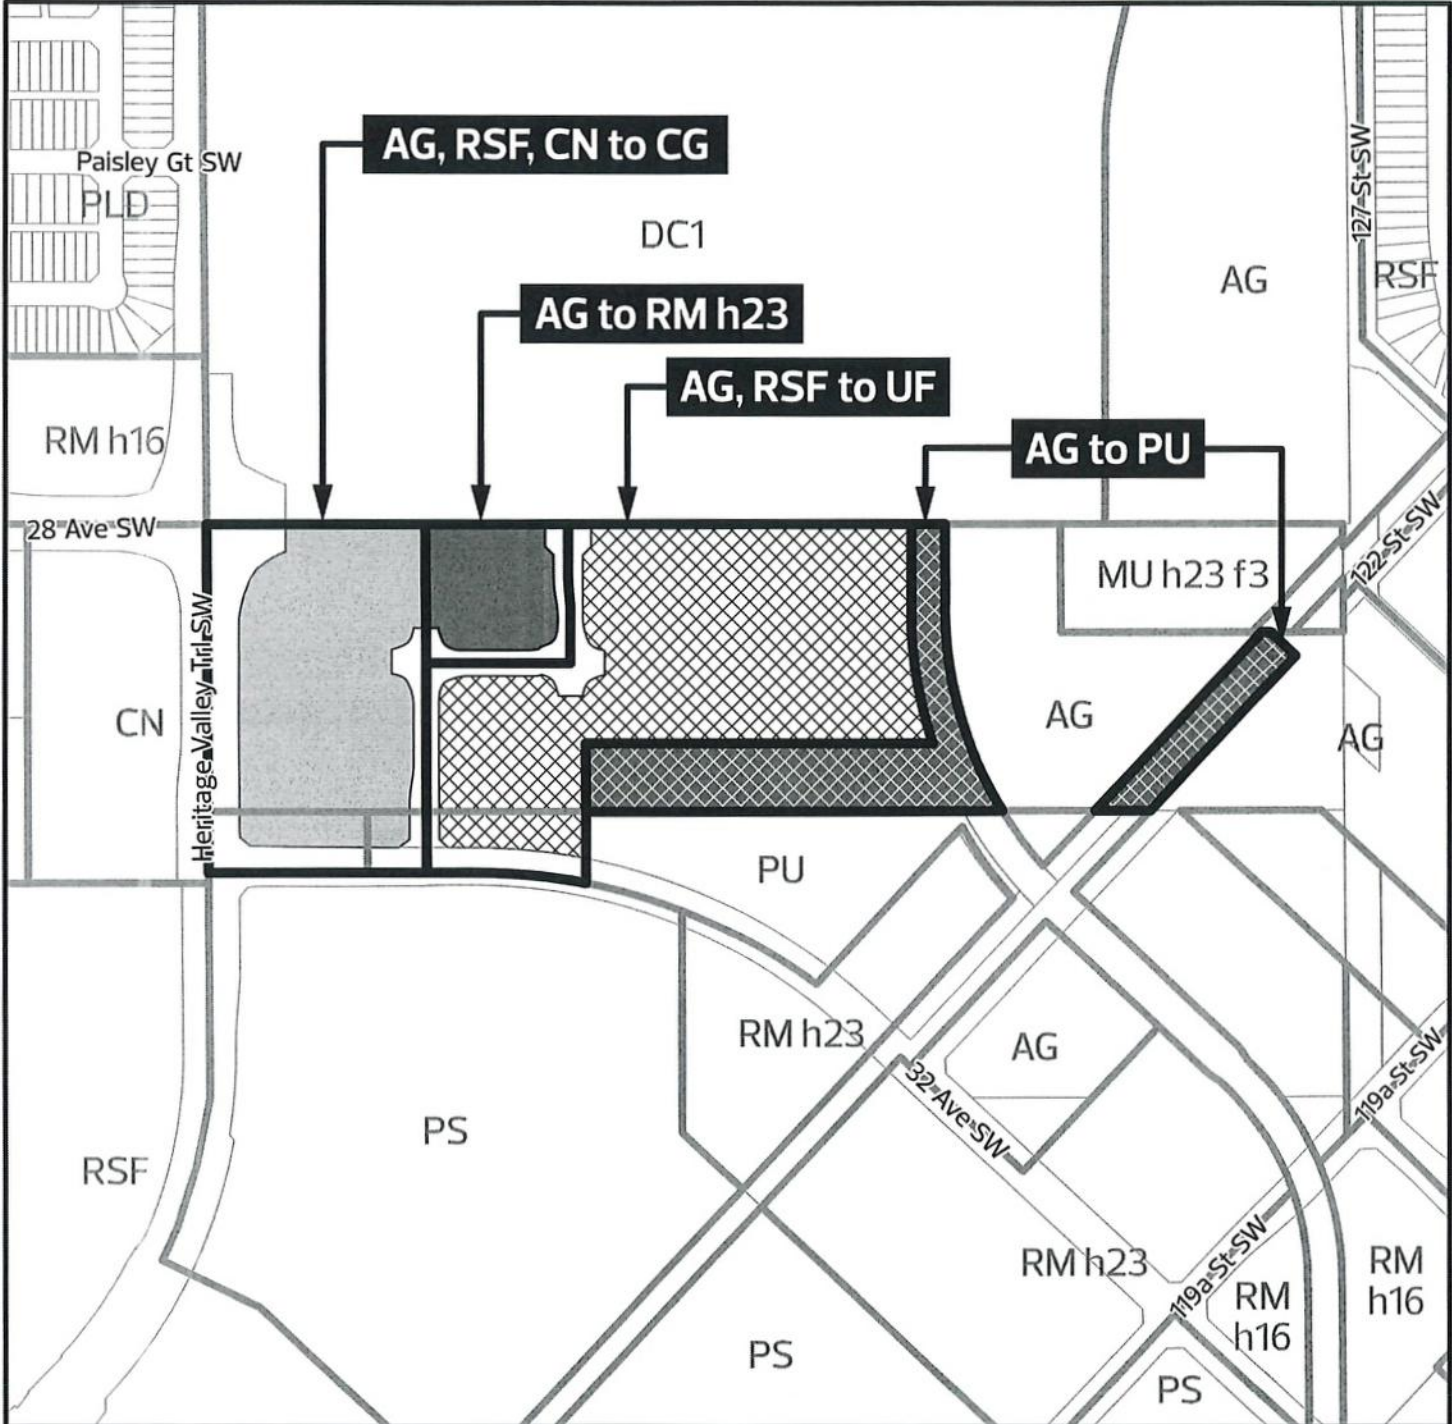 AG, RSF, CN to CG
Paisley Gt SW
PLD
127 St SW
DC1
AG
RSF
AG to RM h23
AG, RSF to UF
RM h16
AG to PU
28 Ave SW
122 St SW
MU h23 f3
Heritage Valley Trl SW
CN
AG
AG
PU
RM h23
AG
32 Ave SW
119a St SW
PS
RSF
RM h23
119a St SW
RM
h16
RM
h16
PS
PS